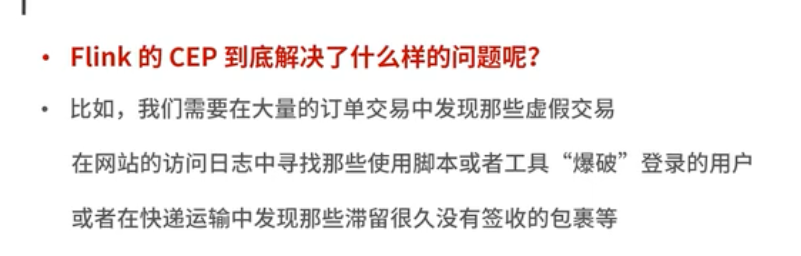 • Flink 的 CEP 到底解决了什么样的问题呢？
• 比如，我们需要在大量的订单交易中发现那些虚假交易
在网站的访问日志中寻找那些使用脚本或者工具“爆破”登录的用户
或者在快递运输中发现那些滞留很久没有签收的包裹等